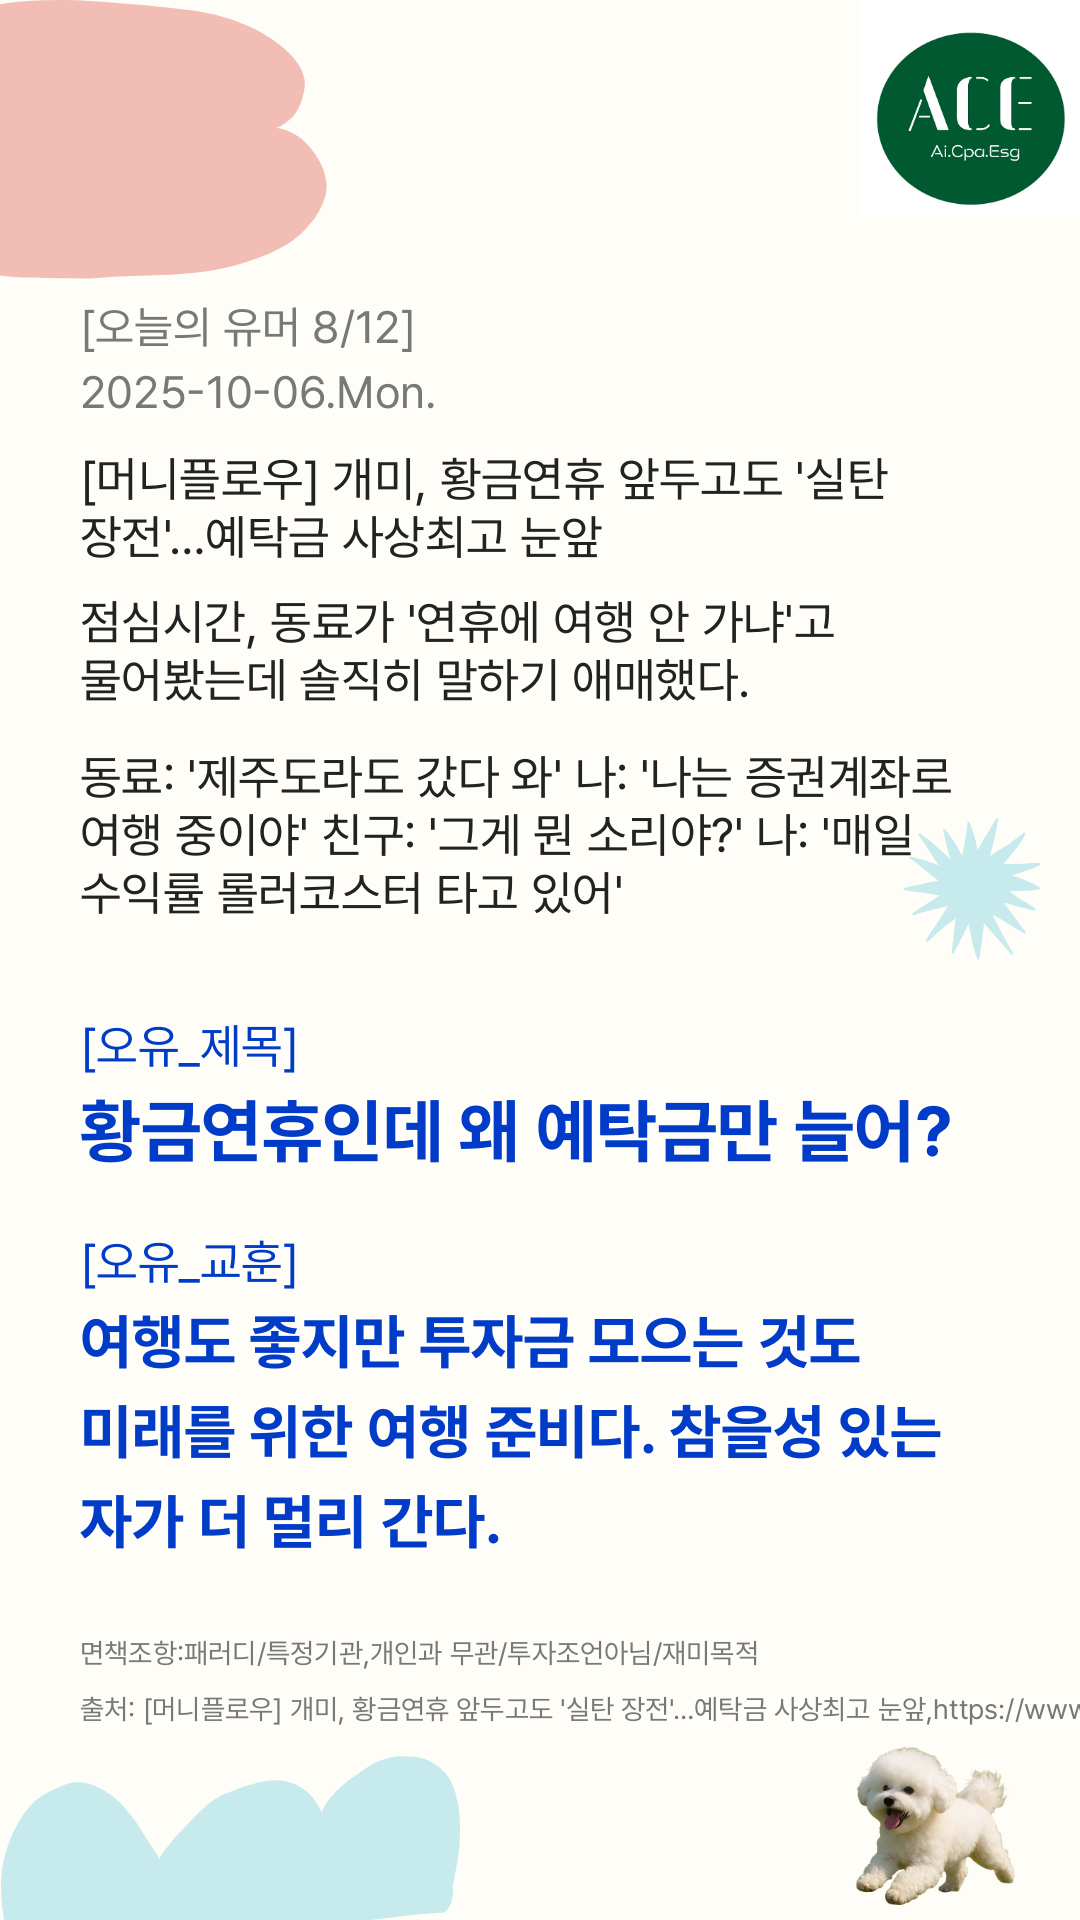 ACE
Ai.Cpa.Esg
[오늘의 유머 8/12]
2025-10-06.Mon.
[머니플로우] 개미, 황금연휴 앞두고도 '실탄
장전'...예탁금 사상최고 눈앞
점심시간, 동료가 '연휴에 여행 안 가냐'고
물어봤는데 솔직히 말하기 애매했다.
동료: '제주도라도 갔다 와' 나: '나는 증권계좌로
여행 중이야' 친구: '그게 뭔 소리야?' 나: '매일
수익률 롤러코스터 타고 있어'
[오유_제목]
황금연휴인데 왜 예탁금만 늘어?
[오유_교훈]
여행도 좋지만 투자금 모으는 것도
미래를 위한 여행 준비다. 참을성 있는
자가 더 멀리 간다.
면책조항:패러디/특정기관,개인과 무관/투자조언아님/재미목적
출처: [머니플로우] 개미, 황금연휴 앞두고도 '실탄 장전'...예탁금 사상최고 눈앞,https://www